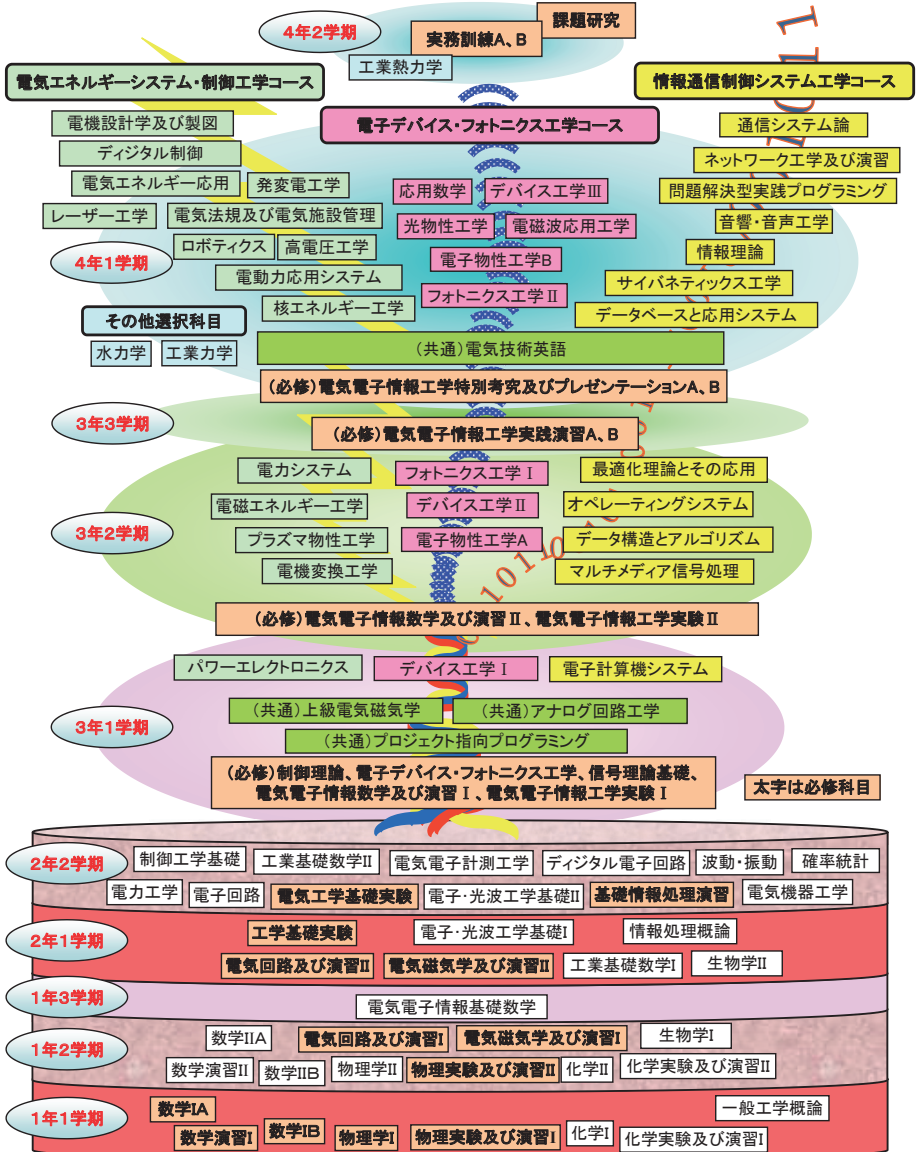 4年2学期
課題研究
実務訓練A、B
工業熱力学
電気エネルギーシステム・制御工学コース
情報通信制御システム工学コース
電子デバイス・フォトニクス工学コース
電機設計学及び製図
通信システム論
ディジタル制御
ネットワーク工学及び演習
電気エネルギー応用
発変電工学
応用数学
デバイス工学Ⅲ
問題解決型実践プログラミング
レーザー工学
電気法規及び電気施設管理
光物性工学
電磁波応用工学
音響・音声工学
4年1学期
ロボティクス
高電圧工学
電子物性工学B
情報理論
電動力応用システム
フォトニクス工学Ⅱ
サイバネティックス工学
核エネルギー工学
データベースと応用システム
その他選択科目
水力学
工業力学
(共通)電気技術英語
(必修)電気電子情報工学特別考究及びプレゼンテーションA、B
3年3学期
(必修)電気電子情報工学実践演習A、B
3年2学期
電力システム
フォトニクス工学Ⅰ
最適化理論とその応用
電磁エネルギー工学
デバイス工学Ⅱ
オペレーティングシステム
プラズマ物性工学
電子物性工学A
データ構造とアルゴリズム
電機変換工学
マルチメディア信号処理
(必修)電気電子情報数学及び演習Ⅱ、電気電子情報工学実験Ⅱ
パワーエレクトロニクス
デバイス工学Ⅰ
電子計算機システム
3年1学期
(共通)上級電気磁気学
(共通)アナログ回路工学
(共通)プロジェクト指向プログラミング
(必修)制御理論、電子デバイス・フォトニクス工学、信号理論基礎、
電気電子情報数学及び演習Ⅰ、電気電子情報工学実験Ⅰ
太字は必修科目
2年2学期
制御工学基礎
工業基礎数学II
電気電子計測工学
ディジタル電子回路
波動・振動
確率統計
電力工学
電子回路
電気工学基礎実験
電子・光波工学基礎II
基礎情報処理演習
電気機器工学
2年1学期
工学基礎実験
電子・光波工学基礎I
情報処理概論
電気回路及び演習II
電気磁気学及び演習II
工業基礎数学I
生物学II
1年3学期
電気電子情報基礎数学
1年2学期
数学IIA
電気回路及び演習I
電気磁気学及び演習I
生物学I
数学演習II
数学IIB
物理学II
物理実験及び演習II
化学II
化学実験及び演習II
1年1学期
数学IA
一般工学概論
数学演習I
数学IB
物理学I
物理実験及び演習I
化学I
化学実験及び演習I